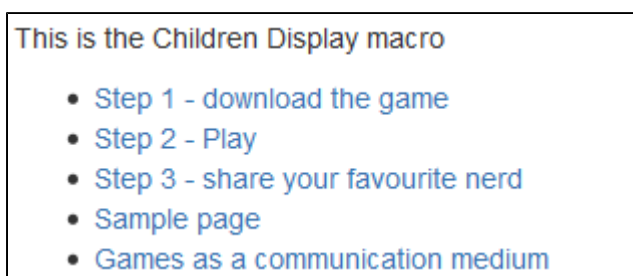 This is the Children Display macro
• Step 1 - download the game
• Step 2 - Play
• Step 3 - share your favourite nerd
• Sample page
• Games as a communication medium